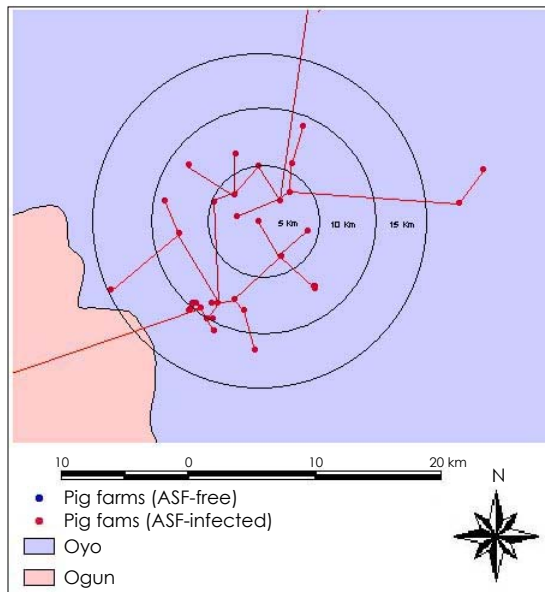 5 Km 10 Km 15 Km
10 0 10 20 km
Pig farms (ASF-free)
Pig fams (ASF-infected)
Oyo
Ogun
N